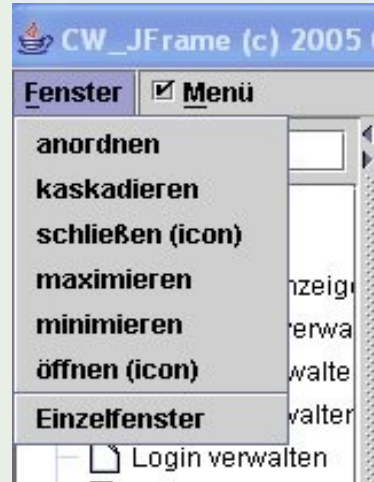 CW_JFrame (c) 2005
Fenster Menü
anordnen
kaskadieren
schließen (icon)
maximieren
minimieren
öffnen (icon)
Einzelfenster
Login verwalten